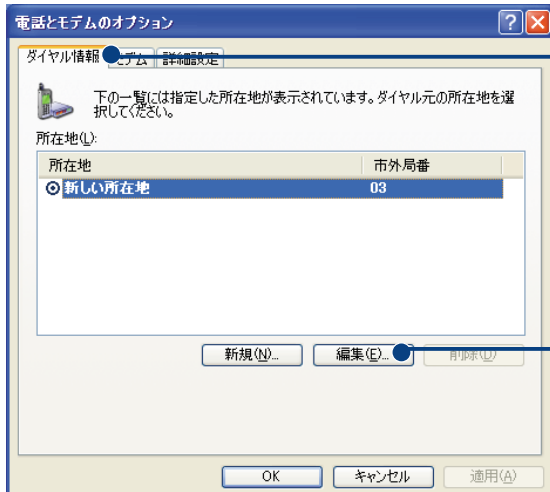 電話とモデムのオプション
ダイヤル情報 モデム 詳細設定
下の一覧には指定した所在地が表示されています。ダイヤル元の所在地を選
択してください。
所在地(L):
所在地 市外局番
新しい所在地 03
新規(N)... 編集(E)... 削除(D)
OK キャンセル 適用(A)